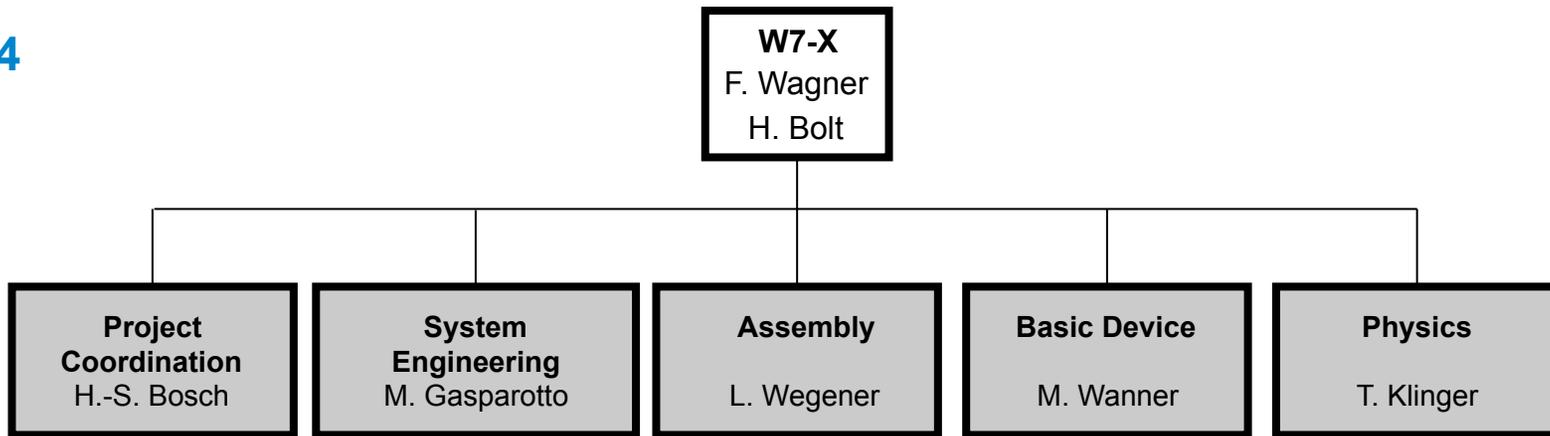 4
W7-X
F. Wagner
H. Bolt
Project
Coordination
H.-S. Bosch
System
Engineering
M. Gasparotto
Assembly
L. Wegener
Basic Device
M. Wanner
Physics
T. Klinger